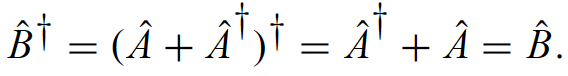 B̂† = (Â + Â†)† = Â† + Â = B̂.